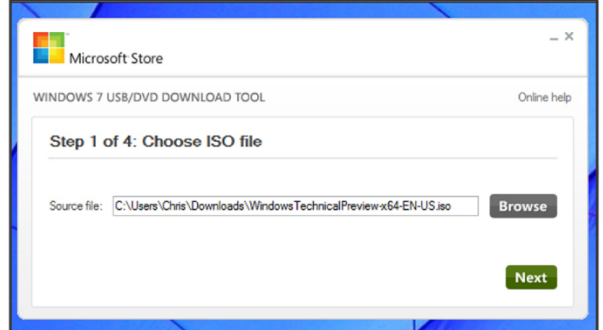 Microsoft Store
WINDOWS 7 USB/DVD DOWNLOAD TOOL
Online help
Step 1 of 4: Choose ISO file
Source file: C:\Users\Chris\Downloads\WindowsTechnicalPreview-x64-EN-US.iso Browse
Next